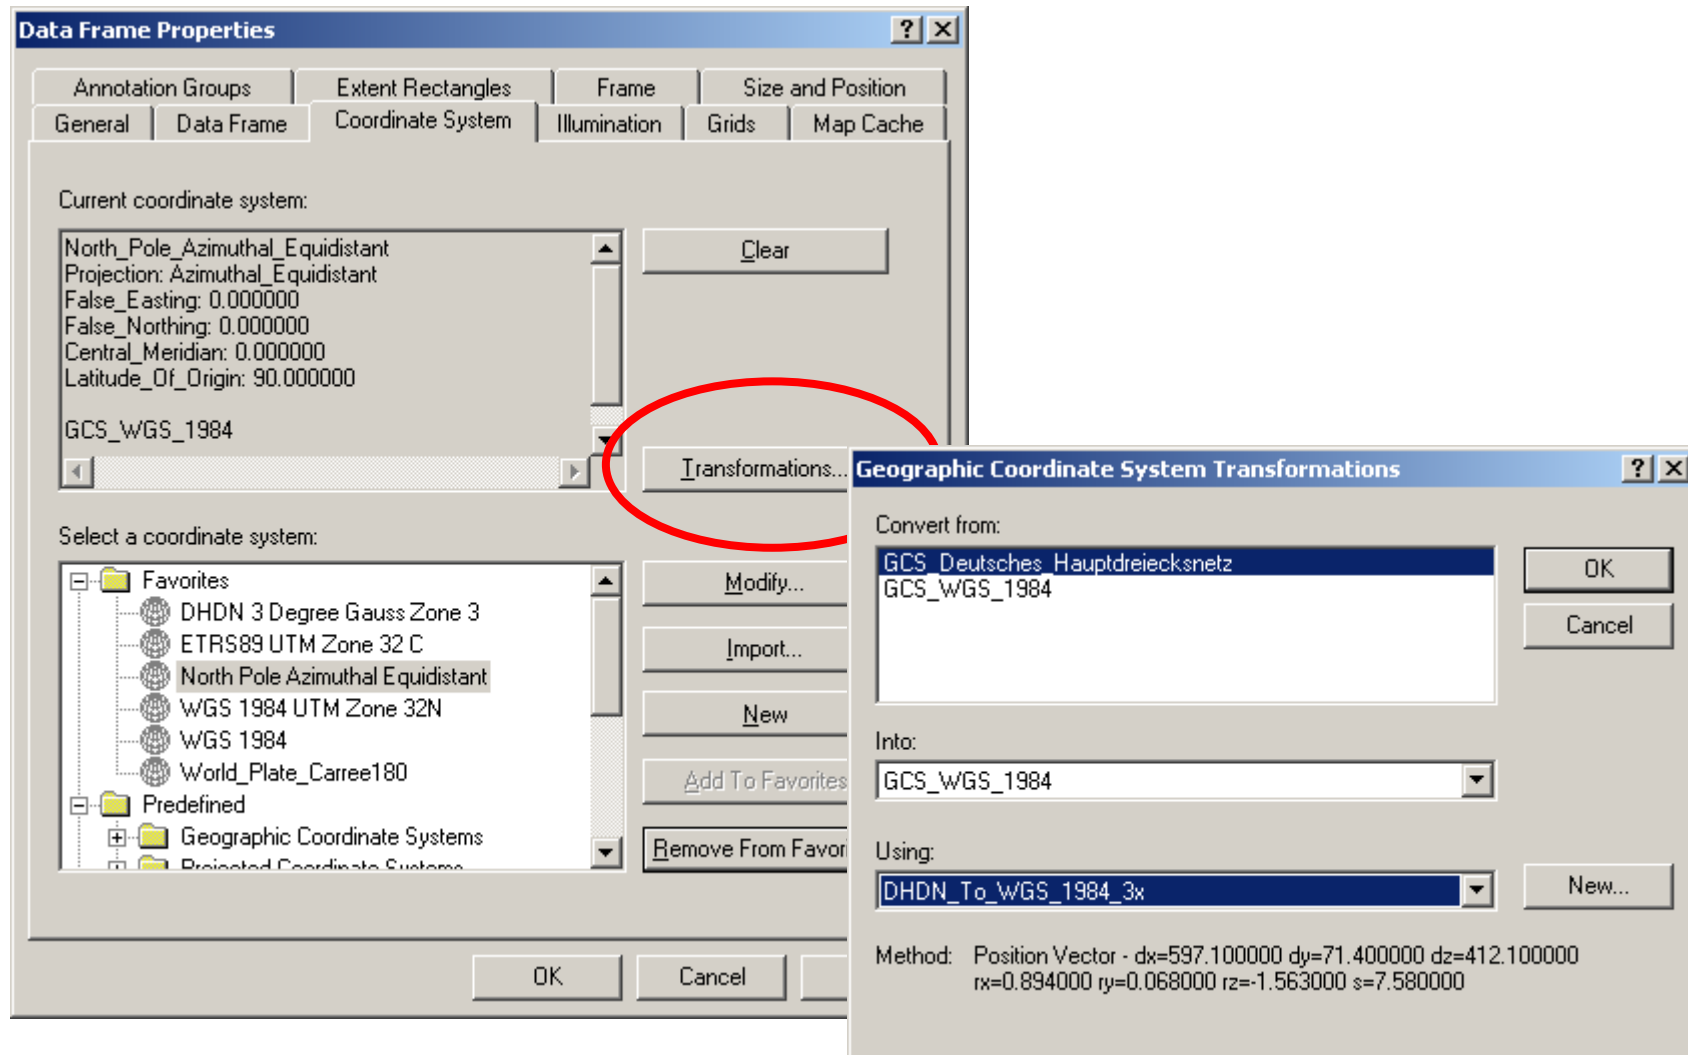 Data Frame Properties
Annotation Groups Extent Rectangles Frame Size and Position
General Data Frame Coordinate System Illumination Grids Map Cache
Current coordinate system:
North_Pole_Azimuthal_Equidistant
Projection: Azimuthal_Equidistant
False_Easting: 0.000000
False_Northing: 0.000000
Central_Meridian: 0.000000
Latitude_Of_Origin: 90.000000
GCS_WGS_1984
Clear
Transformations...
Select a coordinate system:
Favorites
DHDN 3 Degree Gauss Zone 3
ETRS89 UTM Zone 32 C
North Pole Azimuthal Equidistant
WGS 1984 UTM Zone 32N
WGS 1984
World_Plate_Carree180
Predefined
Geographic Coordinate Systems
Projected Coordinate Systems
Modify...
Import...
New
Add To Favorites
Remove From Favori
OK Cancel
Geographic Coordinate System Transformations
Convert from:
GCS_Deutsches_Hauptdreiecksnetz
GCS_WGS_1984
OK
Cancel
Into:
GCS_WGS_1984
Using:
DHDN_To_WGS_1984_3x
New...
Method: Position Vector - dx=597.100000 dy=71.400000 dz=412.100000
rx=0.894000 ry=0.068000 rz=-1.563000 s=7.580000